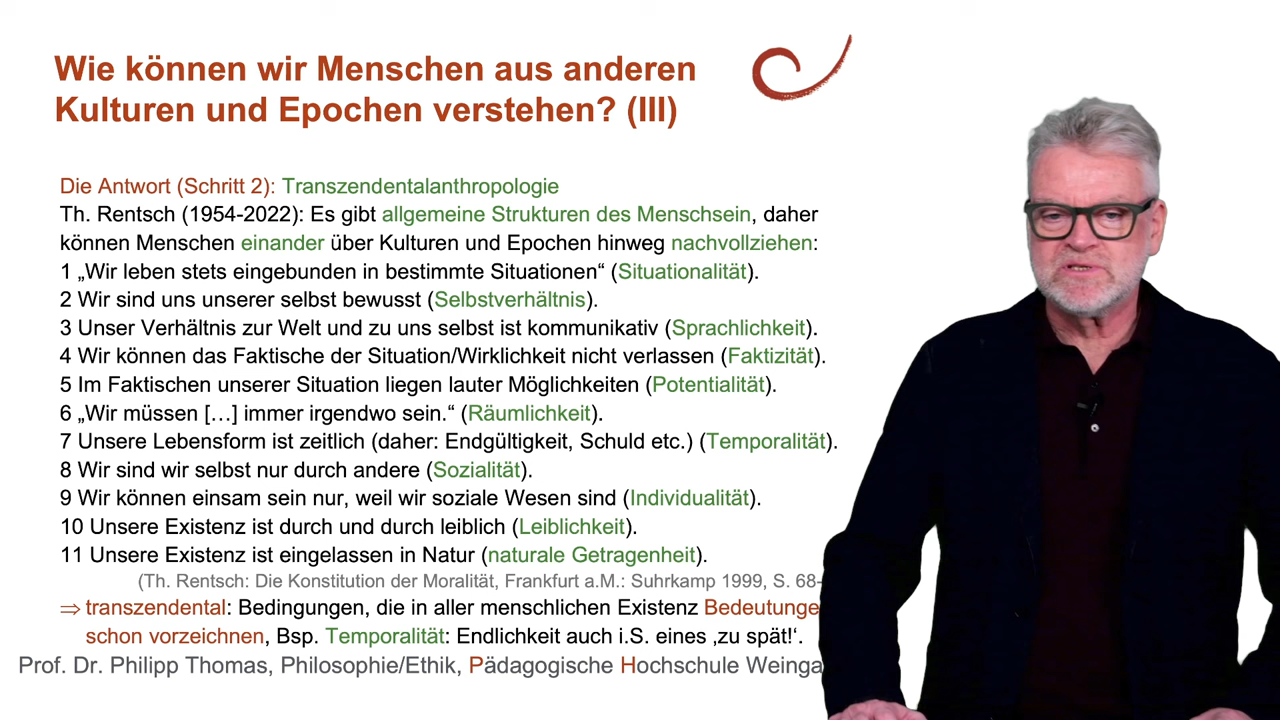 Wie können wir Menschen aus anderen
Kulturen und Epochen verstehen? (III)
Die Antwort (Schritt 2): Transzendentalanthropologie
Th. Rentsch (1954-2022): Es gibt allgemeine Strukturen des Menschsein, daher
können Menschen einander über Kulturen und Epochen hinweg nachvollziehen:
1 „Wir leben stets eingebunden in bestimmte Situationen“ (Situationalität).
2 Wir sind uns unserer selbst bewusst (Selbstverhältnis).
3 Unser Verhältnis zur Welt und zu uns selbst ist kommunikativ (Sprachlichkeit).
4 Wir können das Faktische der Situation/Wirklichkeit nicht verlassen (Faktizität).
5 Im Faktischen unserer Situation liegen lauter Möglichkeiten (Potentialität).
6 „Wir müssen […] immer irgendwo sein.“ (Räumlichkeit).
7 Unsere Lebensform ist zeitlich (daher: Endgültigkeit, Schuld etc.) (Temporalität).
8 Wir sind wir selbst nur durch andere (Sozialität).
9 Wir können einsam sein nur, weil wir soziale Wesen sind (Individualität).
10 Unsere Existenz ist durch und durch leiblich (Leiblichkeit).
11 Unsere Existenz ist eingelassen in Natur (naturale Getragenheit).
(Th. Rentsch: Die Konstitution der Moralität, Frankfurt a.M.: Suhrkamp 1999, S. 68-
⇒ transzendental: Bedingungen, die in aller menschlichen Existenz Bedeutunge
schon vorzeichnen, Bsp. Temporalität: Endlichkeit auch i.S. eines ‚zu spät!‘.
Prof. Dr. Philipp Thomas, Philosophie/Ethik, Pädagogische Hochschule Weinga